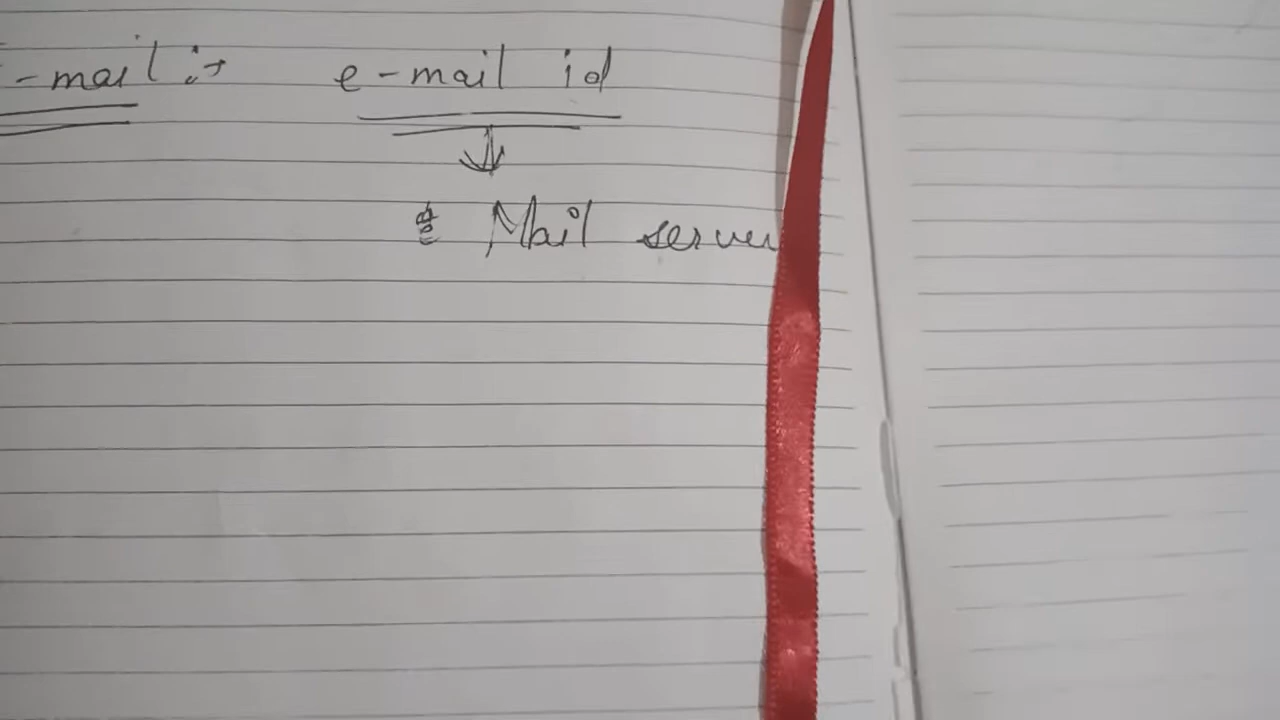 -mail :→ e-mail id
↓
Mail server